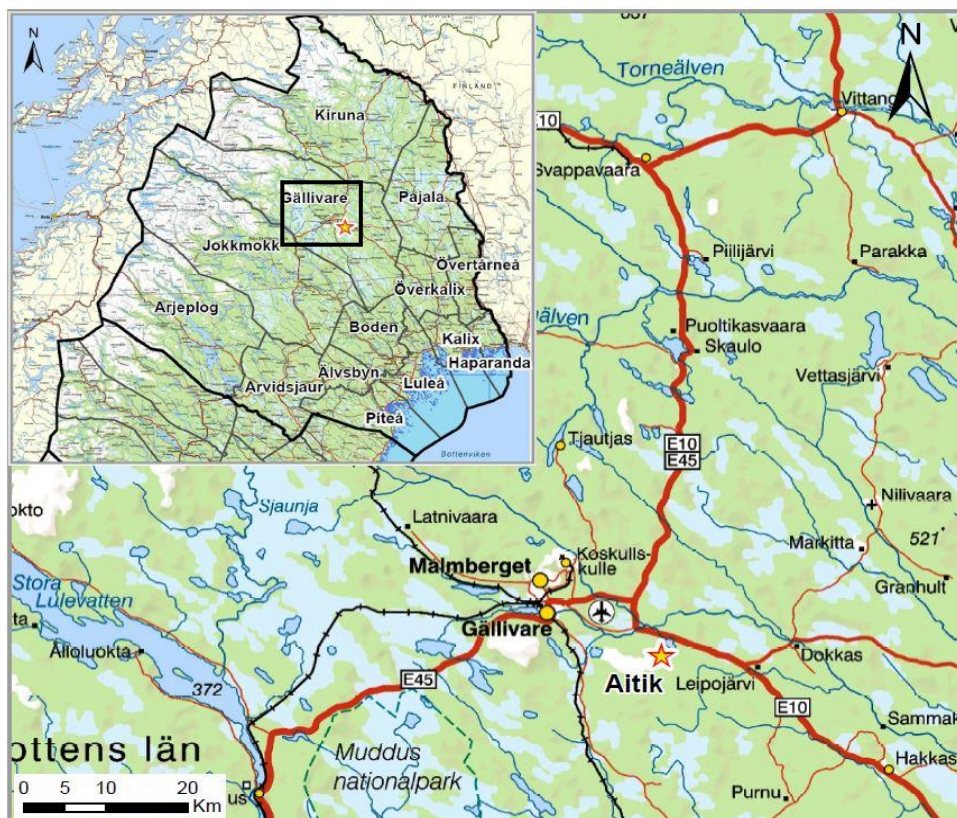 N
FINLAND
Kiruna
Gällivare
Pajala
Jokkmokk
Övertårneå
Överkalix
Arjeplog
Boden
Kalix
Haparanda
Älvsbyn
Arvidsjaur
Luleå
Piteå
Bottenviken
N
Torneälven
Vittang
E10
Svappavaara
Piilijärvi
Parakka
älven
Puoltikasvaara
Skaulo
Vettasjärvi
Tjautjas
E10
E45
Sjaunja
Nilivaara
okto
Latnivaara
Markitta
521
Koskulls-
kulle
Malmberget
Granhult
Stora
Lulevatten
ta
Gällivare
Alloluokta
Dokkas
Aitik
Leipojärvi
372
E45
E10
Sammak
ottens län
Muddus
nationalpark
Hakkas
0 5 10 20
Km
us
Purnu